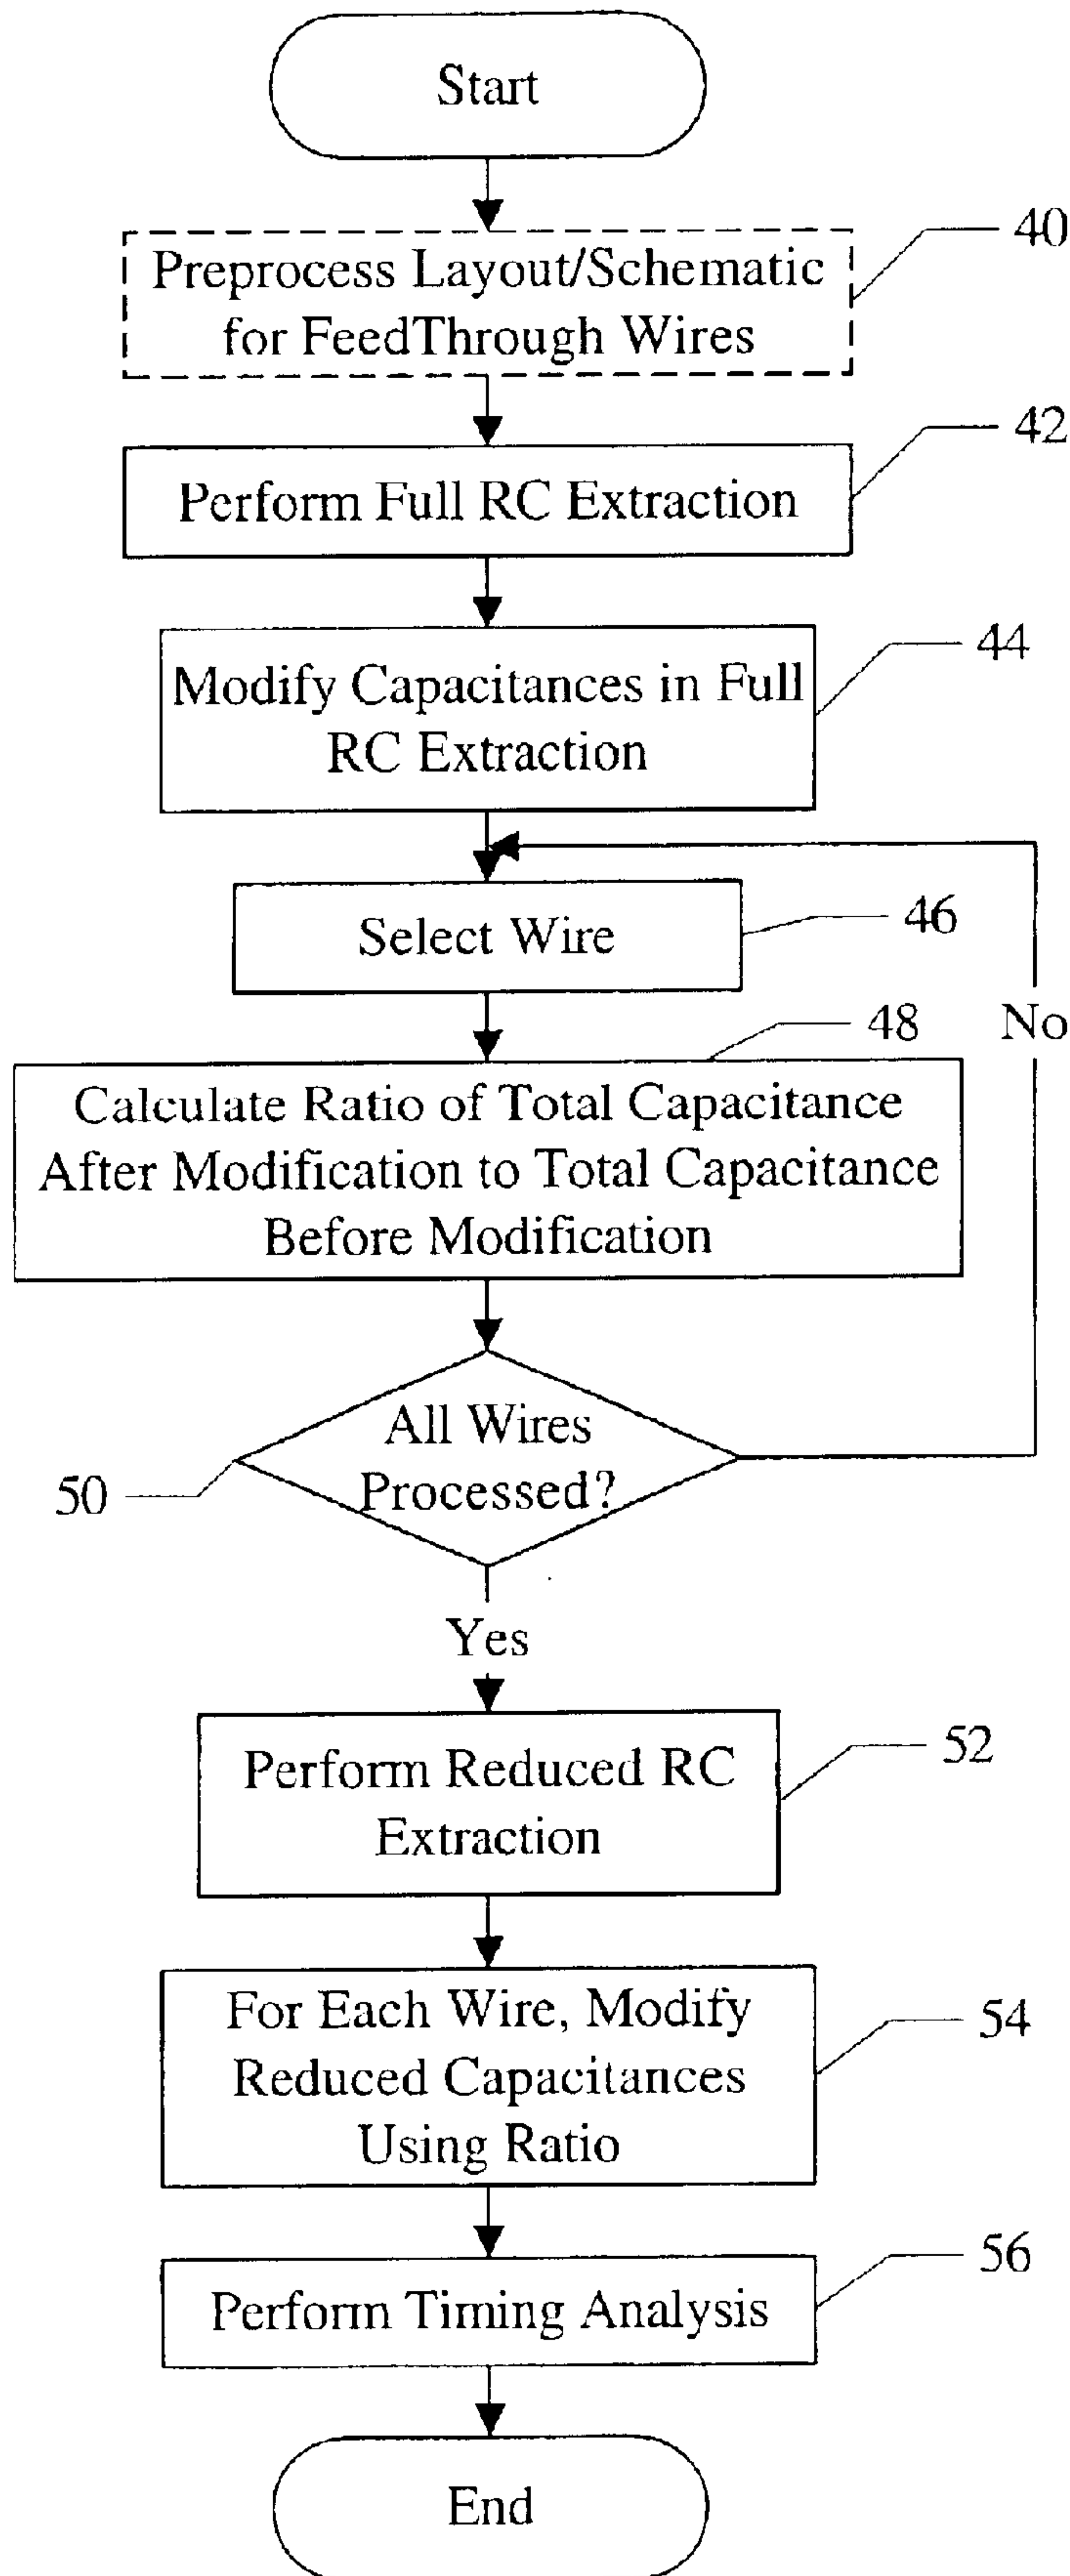 Start
40
Preprocess Layout/Schematic
for FeedThrough Wires
42
Perform Full RC Extraction
44
Modify Capacitances in Full
RC Extraction
46
Select Wire
48
No
Calculate Ratio of Total Capacitance
After Modification to Total Capacitance
Before Modification
All Wires
Processed?
50
Yes
52
Perform Reduced RC
Extraction
54
For Each Wire, Modify
Reduced Capacitances
Using Ratio
56
Perform Timing Analysis
End